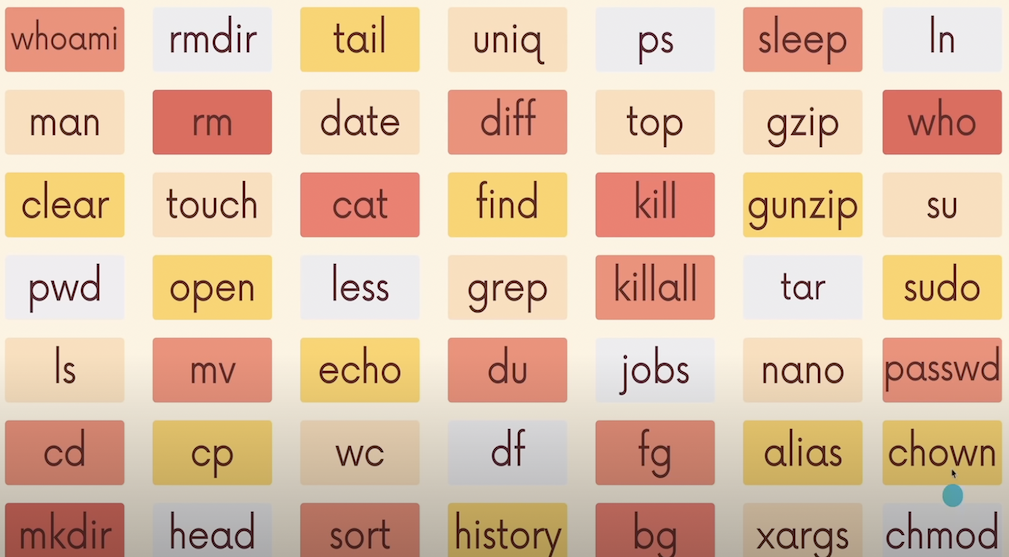 whoami rmdir tail uniq ps sleep ln
man rm date diff top gzip who
clear touch cat find kill gunzip su
pwd open less grep killall tar sudo
ls mv echo du jobs nano passwd
cd cp wc df fg alias chown
mkdir head sort history bg xargs chmod